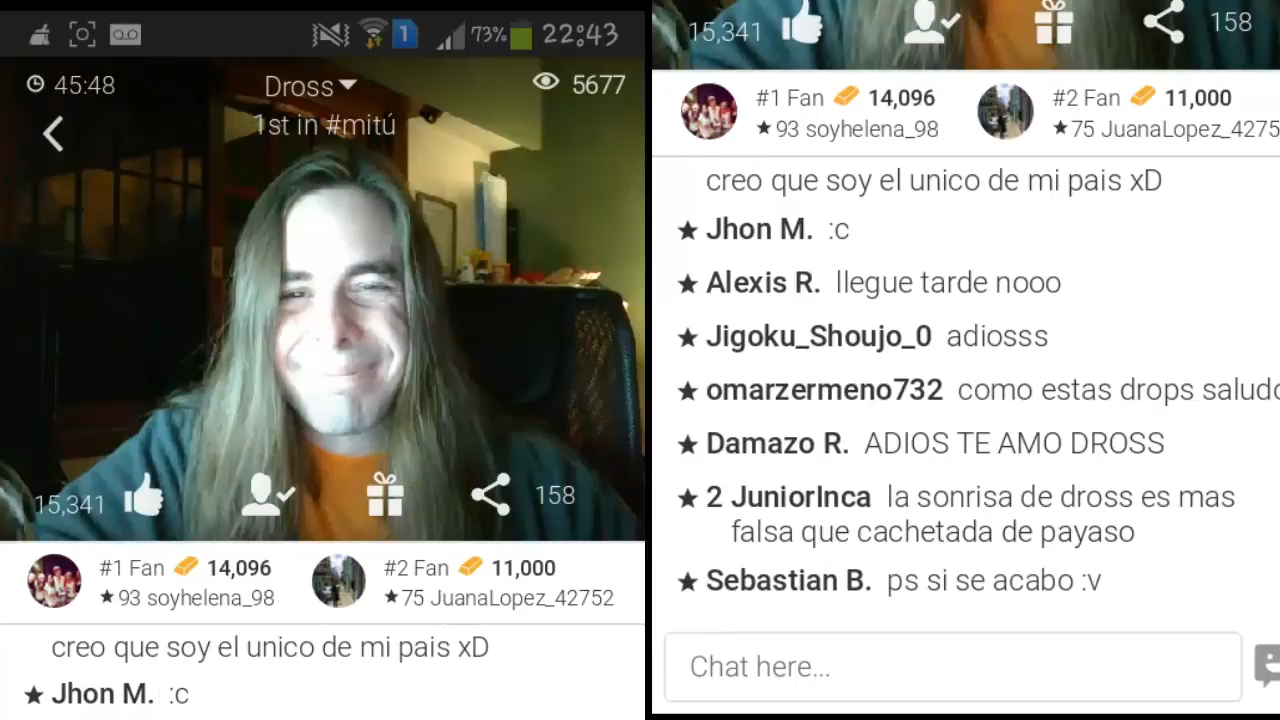 1 73% 22:43
45:48 Dross 5677
1st in #mitú
15,341 158
#1 Fan 14,096 #2 Fan 11,000
★93 soyhelena_98 ★75 JuanaLopez_42752
creo que soy el unico de mi pais xD
★ Jhon M. :c
15,341 158
#1 Fan 14,096 #2 Fan 11,000
★93 soyhelena_98 ★75 JuanaLopez_4275
creo que soy el unico de mi pais xD
★ Jhon M. :c
★ Alexis R. llegue tarde nooo
★ Jigoku_Shoujo_0 adiosss
★ omarzermeno732 como estas drops saludo
★ Damazo R. ADIOS TE AMO DROSS
★ 2 JuniorInca la sonrisa de dross es mas
falsa que cachetada de payaso
★ Sebastian B. ps si se acabo :v
Chat here...